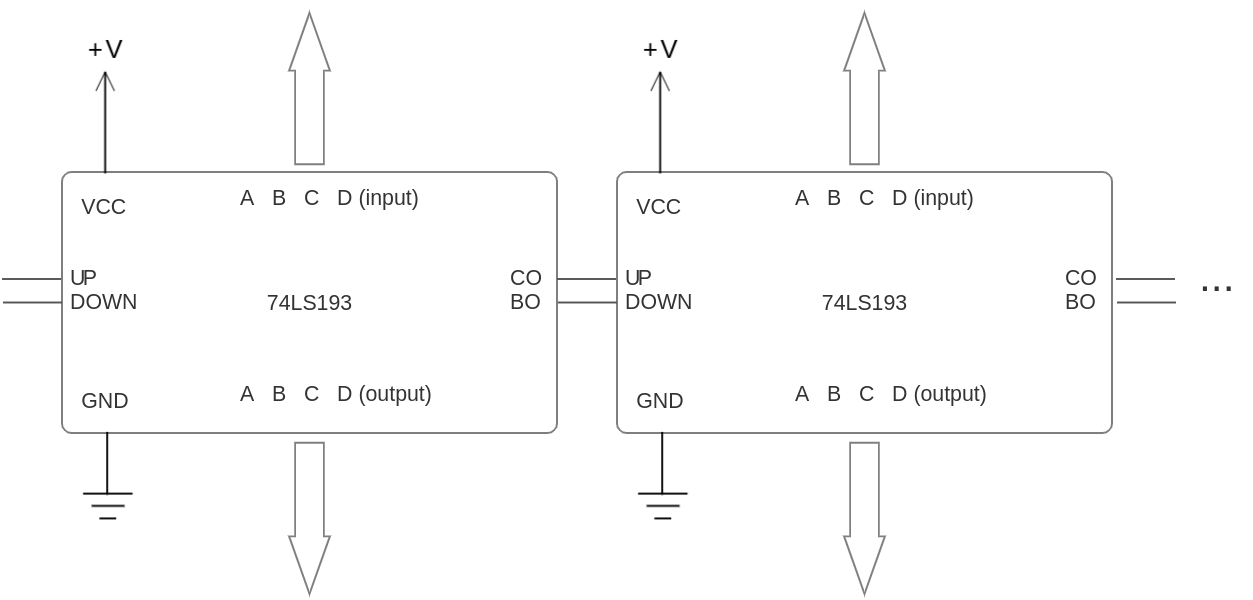 +V +V
A B C D (input) A B C D (input)
VCC VCC
UP CO UP CO
DOWN 74LS193 BO DOWN 74LS193 BO ...
A B C D (output) A B C D (output)
GND GND